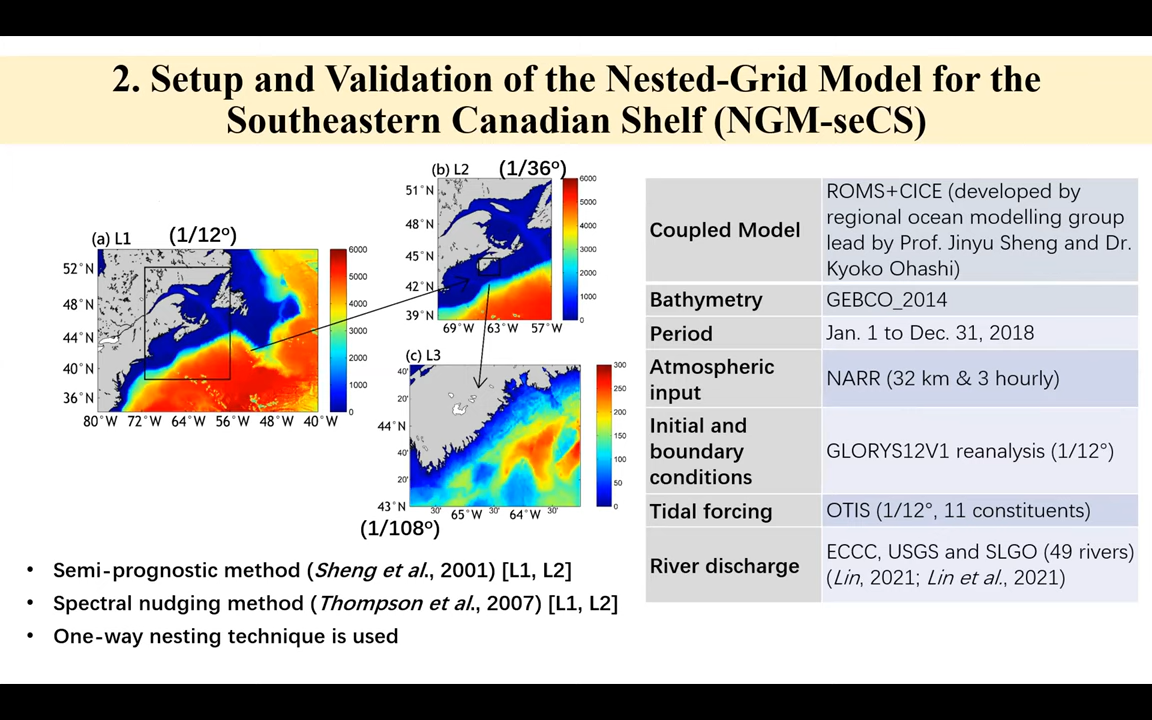 2. Setup and Validation of the Nested-Grid Model for the
Southeastern Canadian Shelf (NGM-seCS)
(a) L1 (1/12°)
52°N
48°N
44°N
40°N
36°N
80°W 72°W 64°W 56°W 48°W 40°W
6000
5000
4000
3000
2000
1000
0
(b) L2 (1/36°)
51°N
48°N
45°N
42°N
39°N
69°W 63°W 57°W
6000
5000
4000
3000
2000
1000
0
(c) L3
40'
20'
44°N
40'
20'
43°N
30' 65°W 30' 64°W 30'
300
250
200
150
100
50
0
(1/108°)
• Semi-prognostic method (Sheng et al., 2001) [L1, L2]
• Spectral nudging method (Thompson et al., 2007) [L1, L2]
• One-way nesting technique is used
Coupled Model
ROMS+CICE (developed by
regional ocean modelling group
lead by Prof. Jinyu Sheng and Dr.
Kyoko Ohashi)
Bathymetry
GEBCO_2014
Period
Jan. 1 to Dec. 31, 2018
Atmospheric
input
NARR (32 km & 3 hourly)
Initial and
boundary
conditions
GLORYS12V1 reanalysis (1/12°)
Tidal forcing
OTIS (1/12°, 11 constituents)
River discharge
ECCC, USGS and SLGO (49 rivers)
(Lin, 2021; Lin et al., 2021)